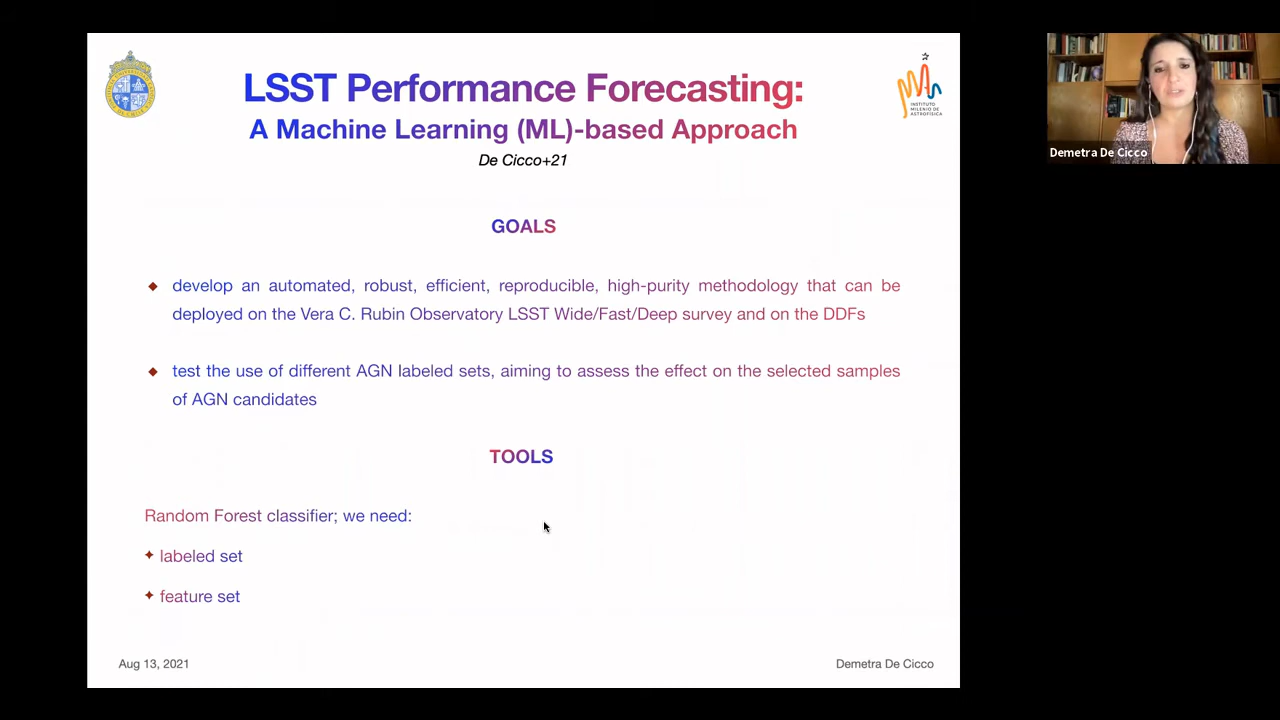 LSST Performance Forecasting:
A Machine Learning (ML)-based Approach
De Cicco+21
INSTITUTO
MILENIO DE
ASTROFÍSICA
Demetra De Cicco
GOALS
develop an automated, robust, efficient, reproducible, high-purity methodology that can be
deployed on the Vera C. Rubin Observatory LSST Wide/Fast/Deep survey and on the DDFs
test the use of different AGN labeled sets, aiming to assess the effect on the selected samples
of AGN candidates
TOOLS
Random Forest classifier; we need:
labeled set
feature set
Aug 13, 2021
Demetra De Cicco